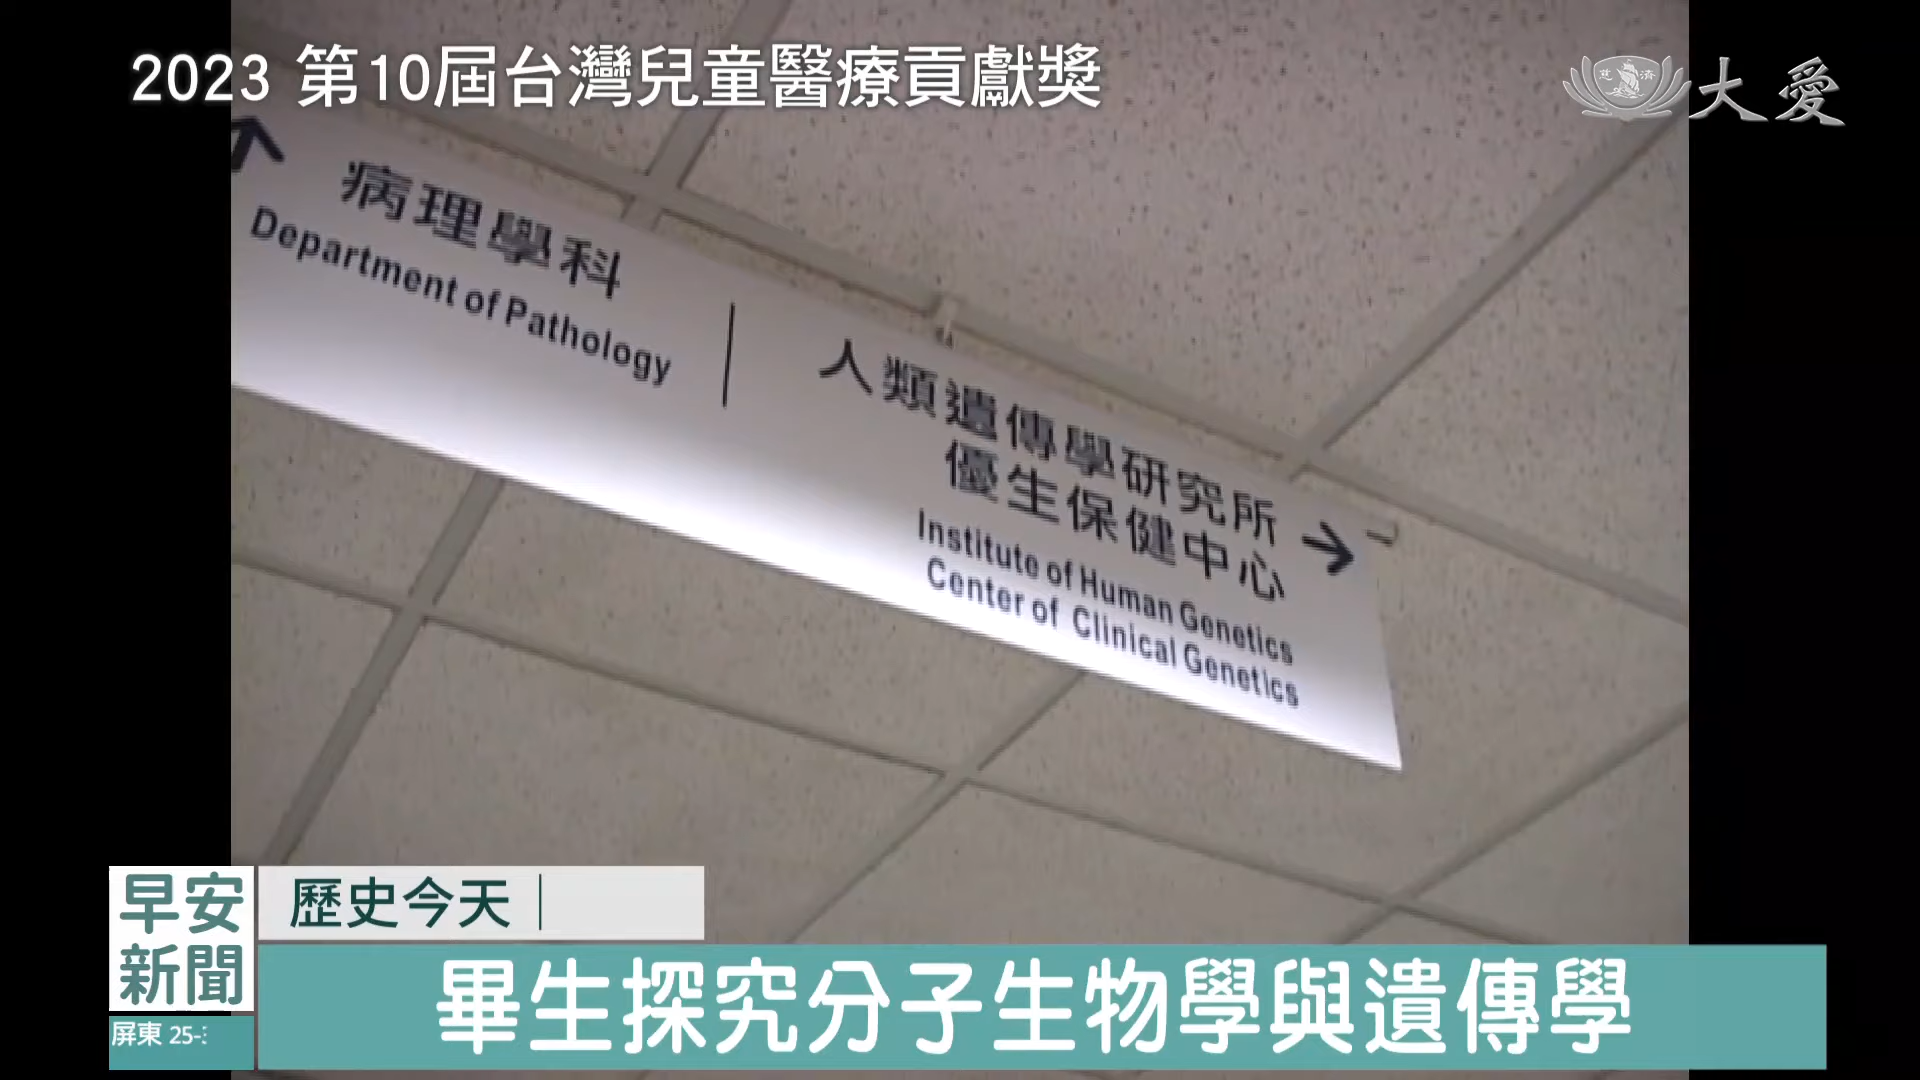 2023 第10屆台灣兒童醫療貢獻獎
慈濟
大愛
病理學科
Department of Pathology
人類遺傳學研究所
優生保健中心
Institute of Human Genetics
Center of Clinical Genetics
早安
新聞
歷史今天
畢生探究分子生物學與遺傳學
屏東 25-